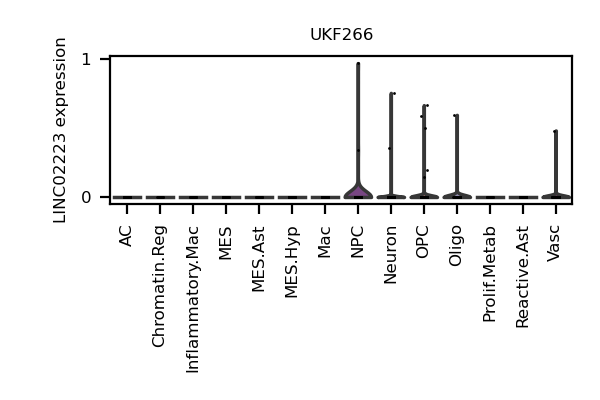 UKF266
LINC02223 expression
1
0
AC
Chromatin.Reg
Inflammatory.Mac
MES
MES.Ast
MES.Hyp
Mac
NPC
Neuron
OPC
Oligo
Prolif.Metab
Reactive.Ast
Vasc